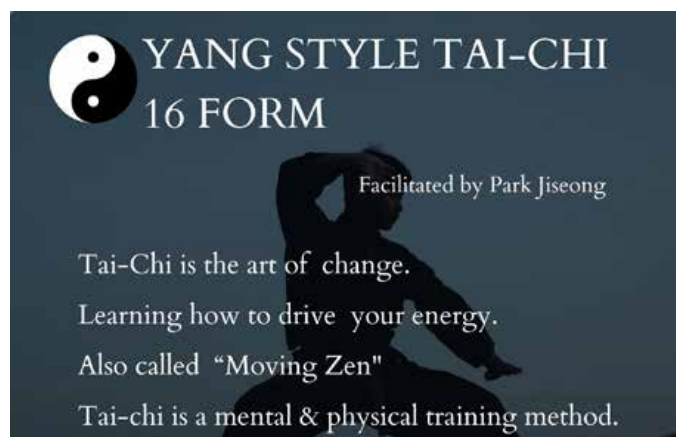 YANG STYLE TAI-CHI
16 FORM
Facilitated by Park Jiseong
Tai-Chi is the art of change.
Learning how to drive your energy.
Also called “Moving Zen"
Tai-chi is a mental & physical training method.